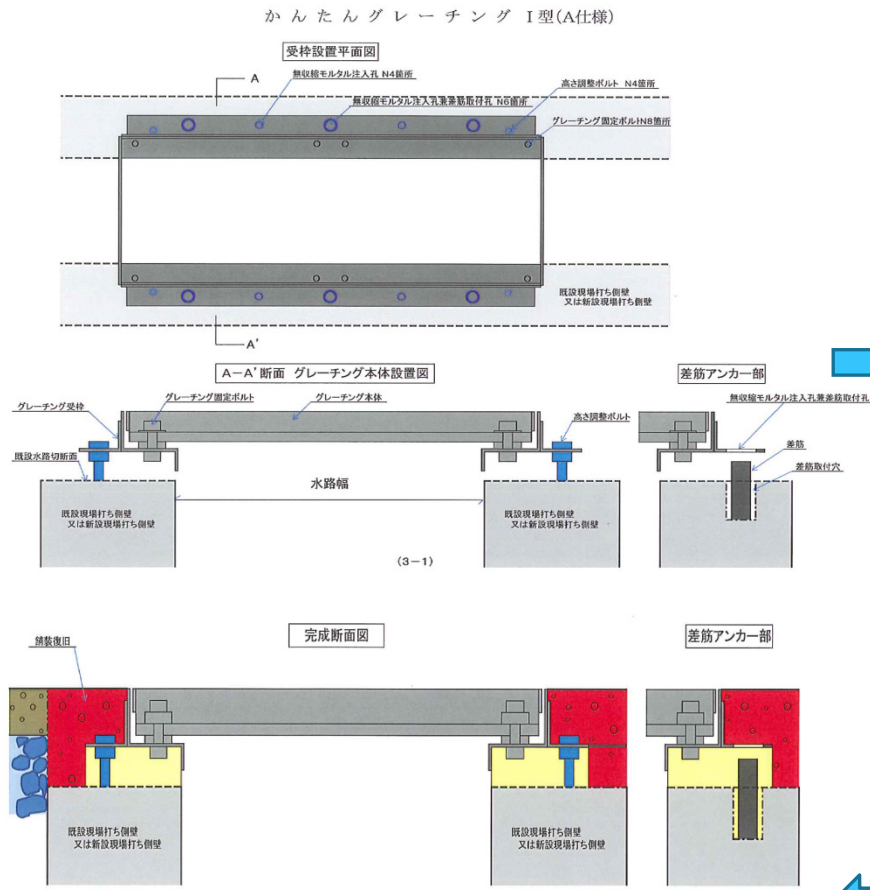 かんたんグレーチング I型(A仕様)
受枠設置平面図
A
無収縮モルタル注入孔 N4箇所
高さ調整ボルト N4箇所
無収縮モルタル注入孔兼差筋取付孔 N6箇所
グレーチング固定ボルトN8箇所
既設現場打ち側壁
又は新設現場打ち側壁
A'
A-A'断面 グレーチング本体設置図
差筋アンカー部
グレーチング受枠
グレーチング固定ボルト
グレーチング本体
高さ調整ボルト
無収縮モルタル注入孔兼差筋取付孔
既設水路切断面
差筋
差筋取付穴
水路幅
既設現場打ち側壁
又は新設現場打ち側壁
既設現場打ち側壁
又は新設現場打ち側壁
(3-1)
完成断面図
差筋アンカー部
舗装復旧
既設現場打ち側壁
又は新設現場打ち側壁
既設現場打ち側壁
又は新設現場打ち側壁